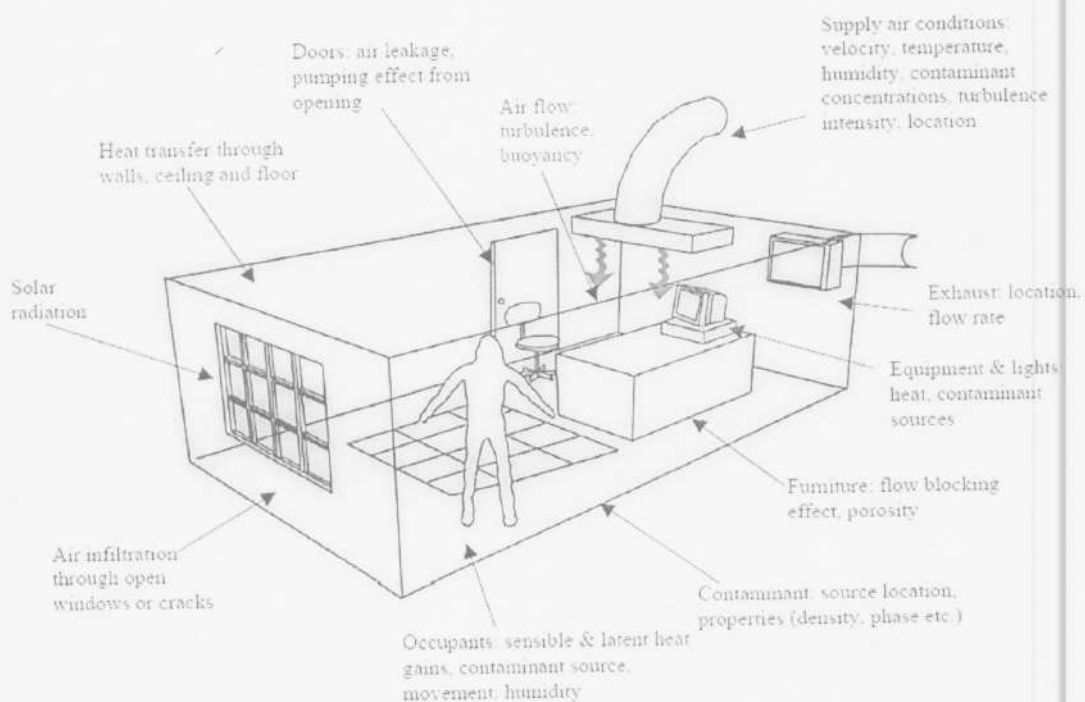 Supply air conditions:
velocity, temperature,
humidity, contaminant
concentrations, turbulence
intensity, location
Doors: air leakage,
pumping effect from
opening
Air flow:
turbulence,
buoyancy
Heat transfer through
walls, ceiling and floor
Solar
radiation
Exhaust: location,
flow rate
Equipment & lights
heat, contaminant
sources
Furniture: flow blocking
effect, porosity
Air infiltration
through open
windows or cracks
Contaminant: source location,
properties (density, phase etc.)
Occupants: sensible & latent heat
gains, contaminant source,
movement, humidity